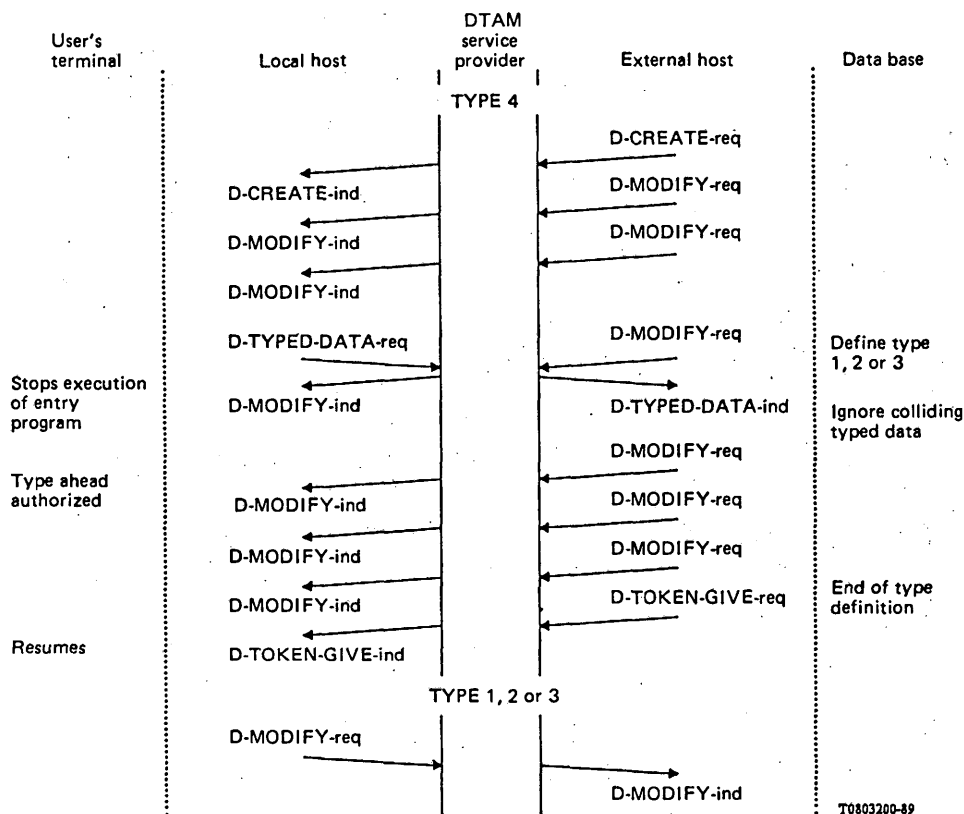 User's
terminal
Local host
DTAM
service
provider
External host
Data base
TYPE 4
D-CREATE-req
D-CREATE-ind
D-MODIFY-req
D-MODIFY-ind
D-MODIFY-req
D-MODIFY-ind
D-TYPED-DATA-req
D-MODIFY-req
Define type
1, 2 or 3
Stops execution
of entry
program
D-MODIFY-ind
D-TYPED-DATA-ind
Ignore colliding
typed data
D-MODIFY-req
Type ahead
authorized
D-MODIFY-ind
D-MODIFY-req
D-MODIFY-ind
D-MODIFY-req
D-MODIFY-ind
D-TOKEN-GIVE-req
End of type
definition
Resumes
D-TOKEN-GIVE-ind
TYPE 1, 2 or 3
D-MODIFY-req
D-MODIFY-ind
T0803200-89